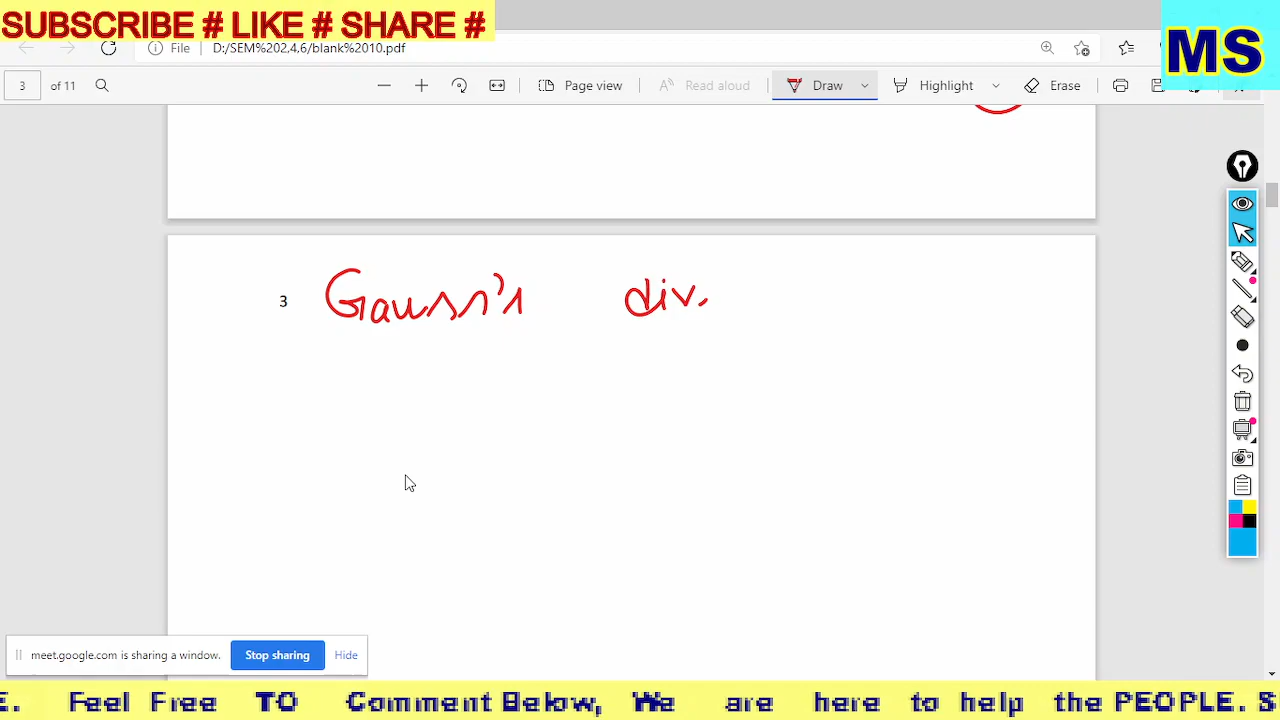 SUBSCRIBE # LIKE # SHARE #
MS
File D:/SEM%202,4.6/blank%2010.pdf
3 of 11 Page view Read aloud Draw Highlight Erase
3 Gauss's div.
meet.google.com is sharing a window. Stop sharing Hide
E. Feel Free TO Comment Below, We are here to help the PEOPLE. S